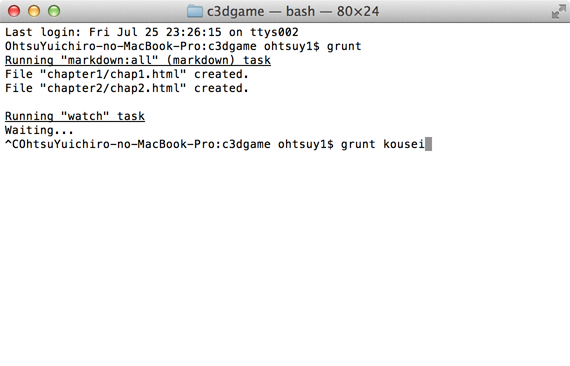 c3dgame — bash — 80×24
Last login: Fri Jul 25 23:26:15 on ttys002
OhtsuYuichiro-no-MacBook-Pro:c3dgame ohtsuy1$ grunt
Running "markdown:all" (markdown) task
File "chapter1/chap1.html" created.
File "chapter2/chap2.html" created.
Running "watch" task
Waiting...
^COhtsuYuichiro-no-MacBook-Pro:c3dgame ohtsuy1$ grunt kousei